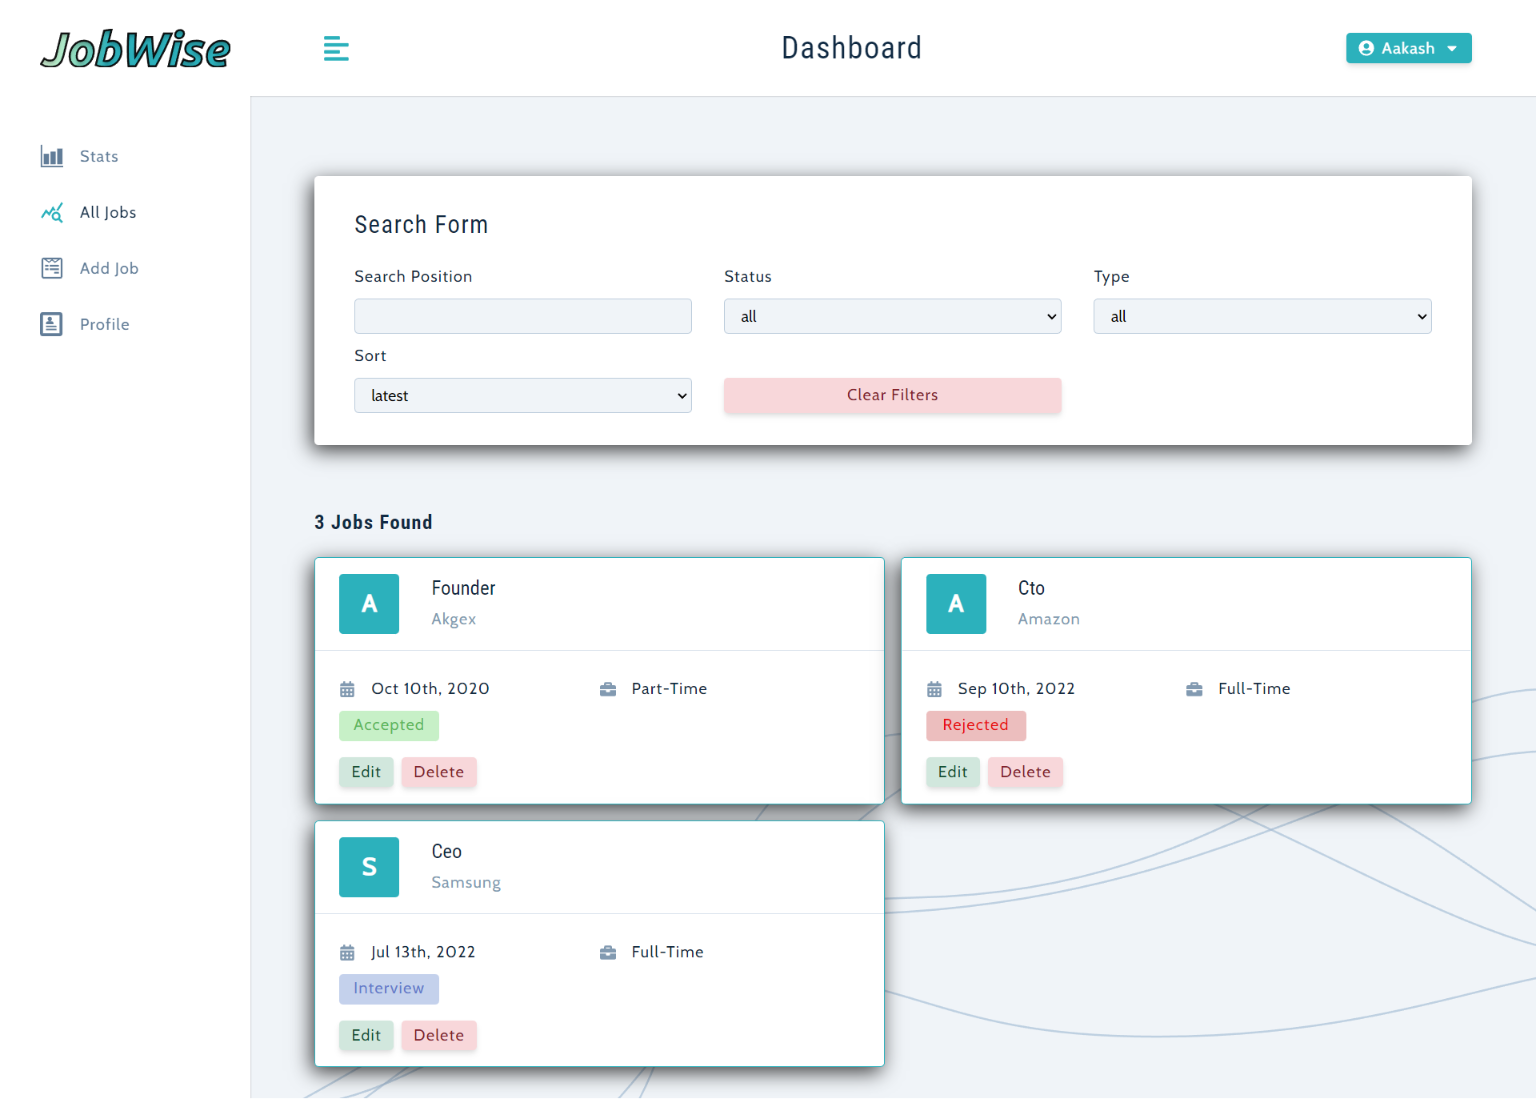 JobWise
Dashboard
Aakash
Stats
All Jobs
Add Job
Profile
Search Form
Search Position
Status
Type
all
all
Sort
latest
Clear Filters
3 Jobs Found
A
Founder
Akgex
Oct 10th, 2020
Part-Time
Accepted
Edit
Delete
A
Cto
Amazon
Sep 10th, 2022
Full-Time
Rejected
Edit
Delete
S
Ceo
Samsung
Jul 13th, 2022
Full-Time
Interview
Edit
Delete